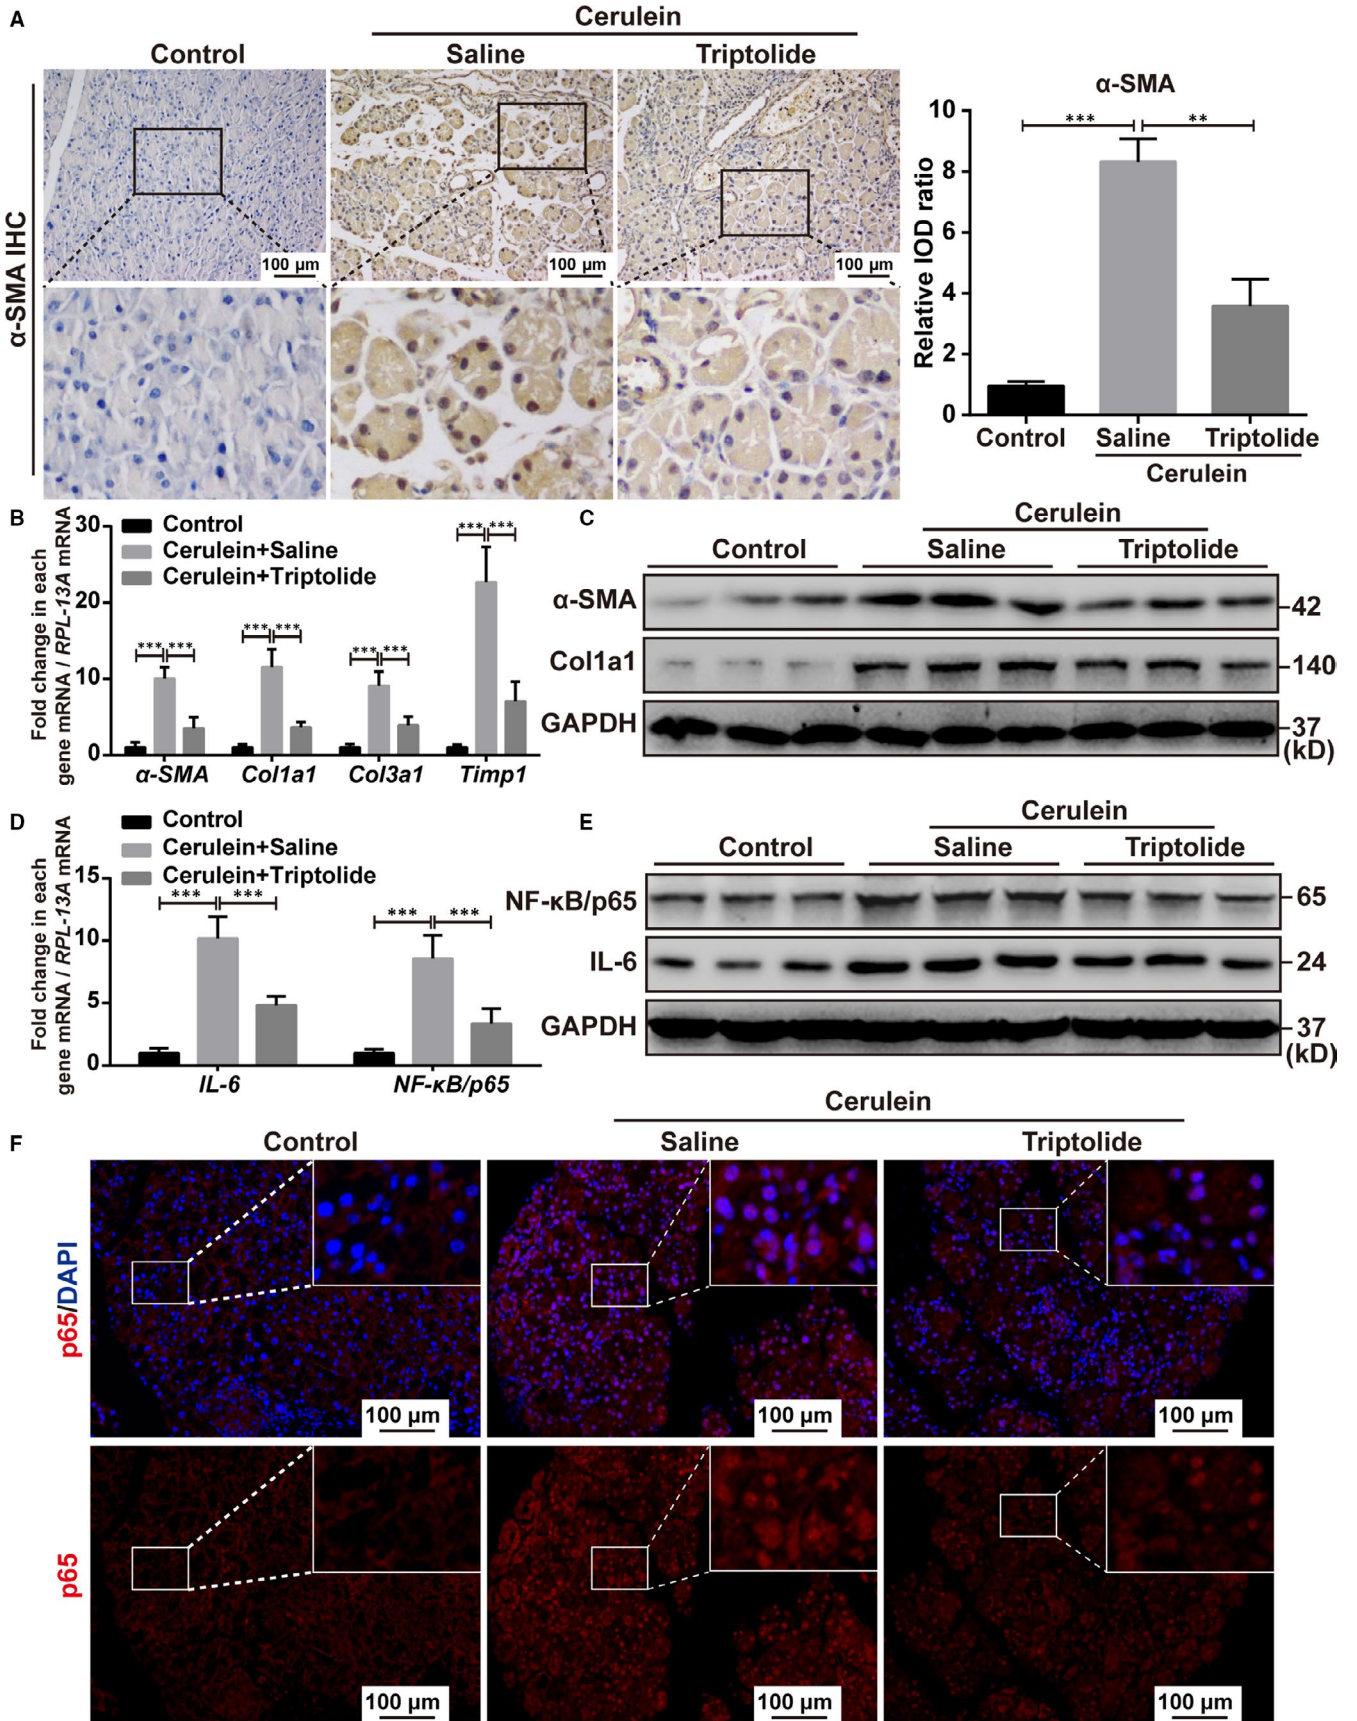 A
Cerulein
Control
Saline
Triptolide
α-SMA IHC
100 μm
100 μm
100 μm
α-SMA
Relative IOD ratio
10
8
6
4
2
0
***
**
Control
Saline
Triptolide
Cerulein
B
Fold change in each
gene mRNA / RPL-13A mRNA
30
20
10
0
Control
Cerulein+Saline
Cerulein+Triptolide
*** ***
*** ***
*** ***
*** ***
α-SMA
Col1a1
Col3a1
Timp1
C
Cerulein
Control
Saline
Triptolide
α-SMA
42
Col1a1
140
GAPDH
37
(kD)
D
Fold change in each
gene mRNA / RPL-13A mRNA
15
10
5
0
Control
Cerulein+Saline
Cerulein+Triptolide
*** ***
*** ***
IL-6
NF-κB/p65
E
Cerulein
Control
Saline
Triptolide
NF-κB/p65
65
IL-6
24
GAPDH
37
(kD)
F
Cerulein
Control
Saline
Triptolide
p65/DAPI
100 μm
100 μm
100 μm
p65
100 μm
100 μm
100 μm